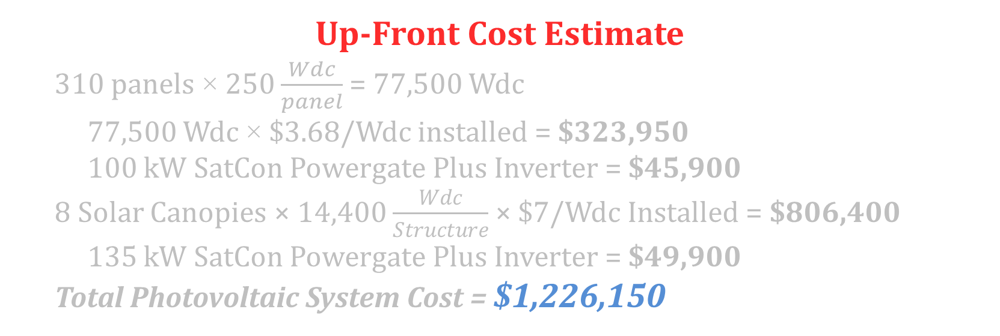 Up-Front Cost Estimate
310 panels × 250 Wdc/panel = 77,500 Wdc
77,500 Wdc × $3.68/Wdc installed = $323,950
100 kW SatCon Powergate Plus Inverter = $45,900
8 Solar Canopies × 14,400 Wdc/Structure × $7/Wdc Installed = $806,400
135 kW SatCon Powergate Plus Inverter = $49,900
Total Photovoltaic System Cost = $1,226,150